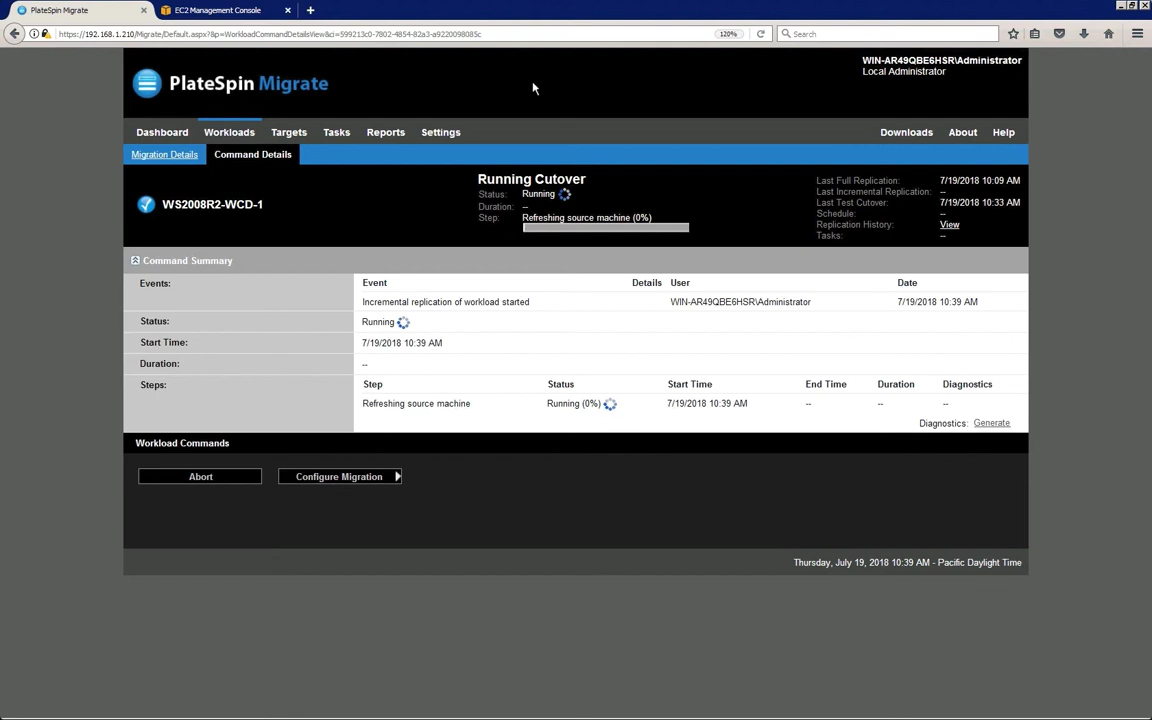 PlateSpin Migrate
EC2 Management Console
https://192.168.1.210/Migrate/Default.aspx?&p=WorkloadCommandDetailsView&ci=599213c0-7802-4854-82a3-a9220098085c
120%
Search
PlateSpin Migrate
WIN-AR49QBE6HSR\Administrator
Local Administrator
Dashboard Workloads Targets Tasks Reports Settings Downloads About Help
Migration Details Command Details
WS2008R2-WCD-1
Running Cutover
Status: Running
Duration: --
Step: Refreshing source machine (0%)
Last Full Replication: 7/19/2018 10:09 AM
Last Incremental Replication: --
Last Test Cutover: 7/19/2018 10:33 AM
Schedule: --
Replication History: View
Tasks: --
Command Summary
Events: Event Details User Date
Incremental replication of workload started WIN-AR49QBE6HSR\Administrator 7/19/2018 10:39 AM
Status: Running
Start Time: 7/19/2018 10:39 AM
Duration: --
Steps: Step Status Start Time End Time Duration Diagnostics
Refreshing source machine Running (0%) 7/19/2018 10:39 AM -- -- --
Diagnostics: Generate
Workload Commands
Abort Configure Migration
Thursday, July 19, 2018 10:39 AM - Pacific Daylight Time